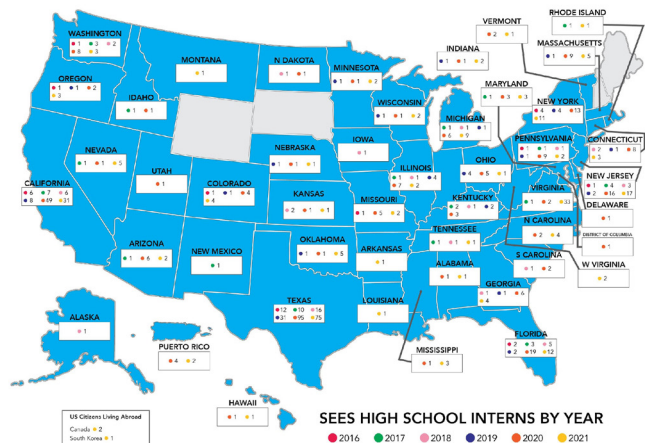 RHODE ISLAND
1 1
VERMONT
2 1
WASHINGTON
1 3 2
8 3
MASSACHUSETTS
1 9 5
INDIANA
1 1 2
MONTANA
1
N DAKOTA
1 1
MINNESOTA
1 1 2
OREGON
1 1 2
3
MARYLAND
1 3 3
IDAHO
1 1
WISCONSIN
1 1 2
NEW YORK
4 4 13
11
MICHIGAN
3 1 1
6 9
NEVADA
1 1 5
NEBRASKA
1 1 1
IOWA
1
PENNSYLVANIA
1 1 1
1 9 2
CONNECTICUT
2 1 8
3
UTAH
1
ILLINOIS
1 1 4
7 2
OHIO
4 5 1
CALIFORNIA
6 7 6
8 49 31
COLORADO
1 1 4
4
KANSAS
2 1 1
MISSOURI
1 5 2
KENTUCKY
2 1 2
3
VIRGINIA
1 2 33
NEW JERSEY
1 4 3
2 16 17
DELAWARE
1
N CAROLINA
2 4
DISTRICT OF COLUMBIA
1
TENNESSEE
1 1 1
ARIZONA
1 6 2
NEW MEXICO
1
OKLAHOMA
1 1 5
ARKANSAS
1
ALABAMA
1 1
S CAROLINA
1 2
W VIRGINIA
2
GEORGIA
1 1 6
4
TEXAS
12 10 16
31 95 75
LOUISIANA
1
ALASKA
1
PUERTO RICO
4 2
MISSISSIPPI
1 3
FLORIDA
2 3 5
2 19 12
HAWAII
1 1
US Citizens Living Abroad
Canada 2
South Korea 1
SEES HIGH SCHOOL INTERNS BY YEAR
2016 2017 2018 2019 2020 2021